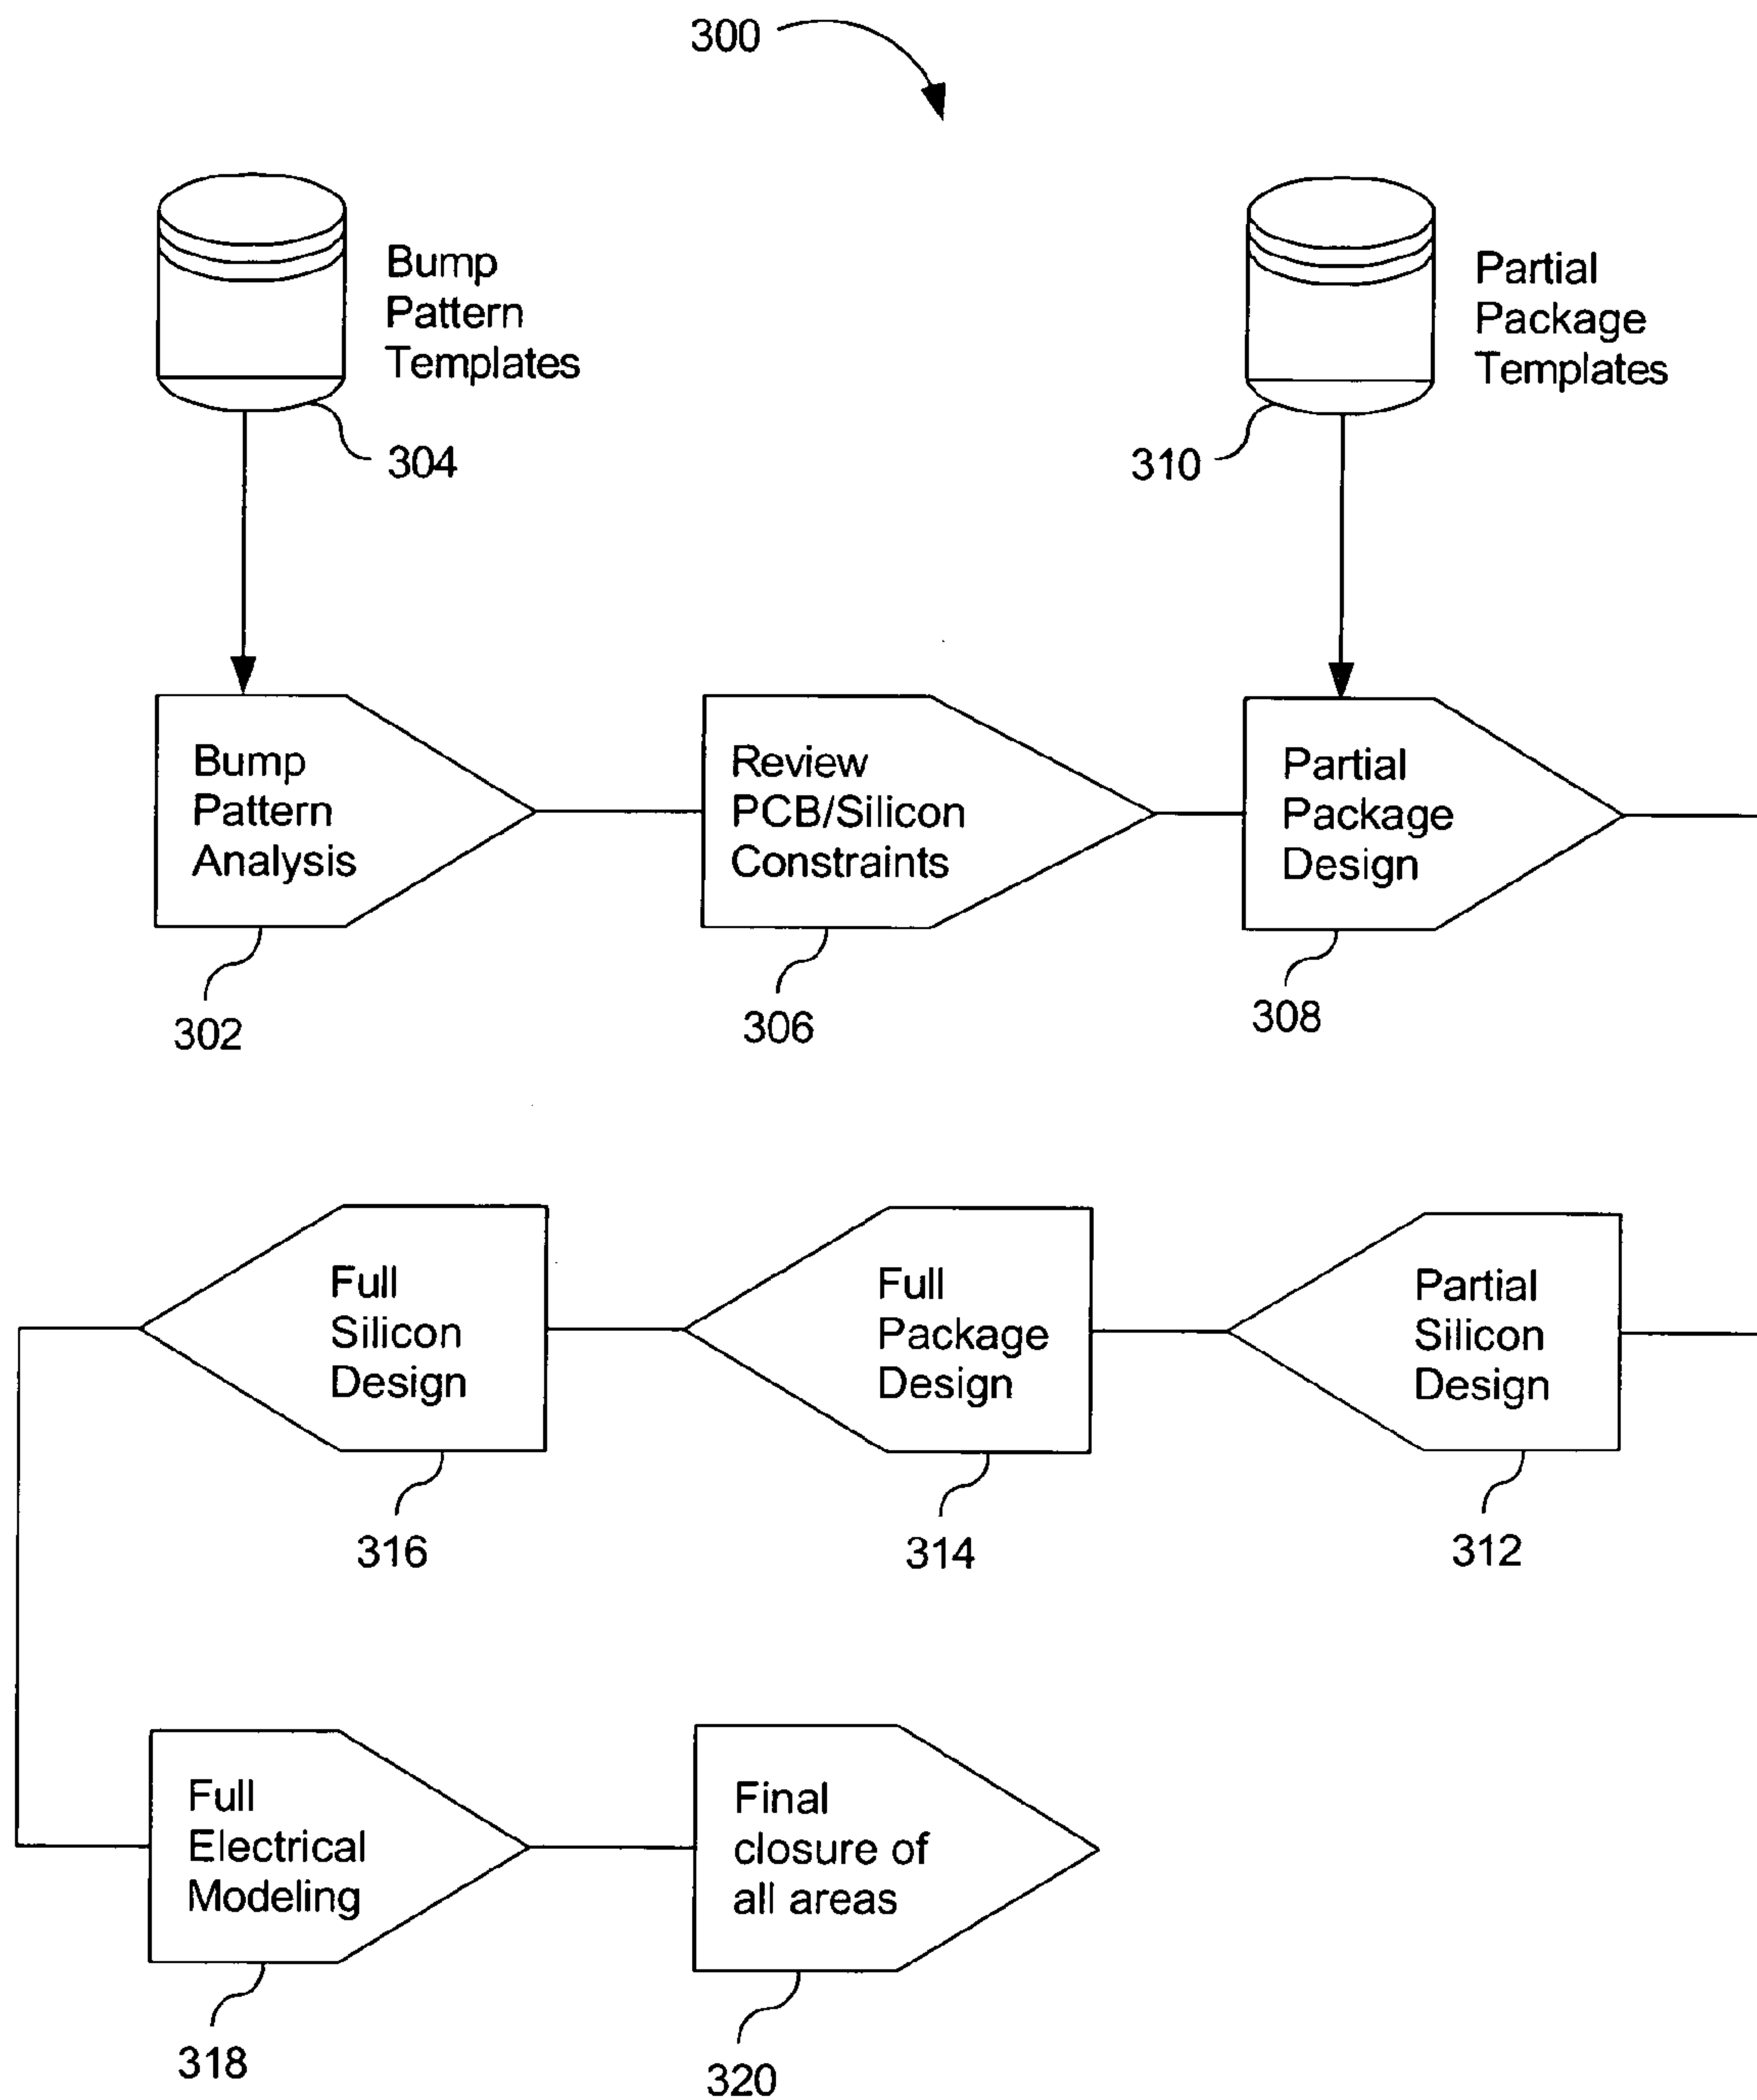 300
Bump
Pattern
Templates
304
Partial
Package
Templates
310
Bump
Pattern
Analysis
302
Review
PCB/Silicon
Constraints
306
Partial
Package
Design
308
Partial
Silicon
Design
312
Full
Package
Design
314
Full
Silicon
Design
316
Full
Electrical
Modeling
318
Final
closure of
all areas
320